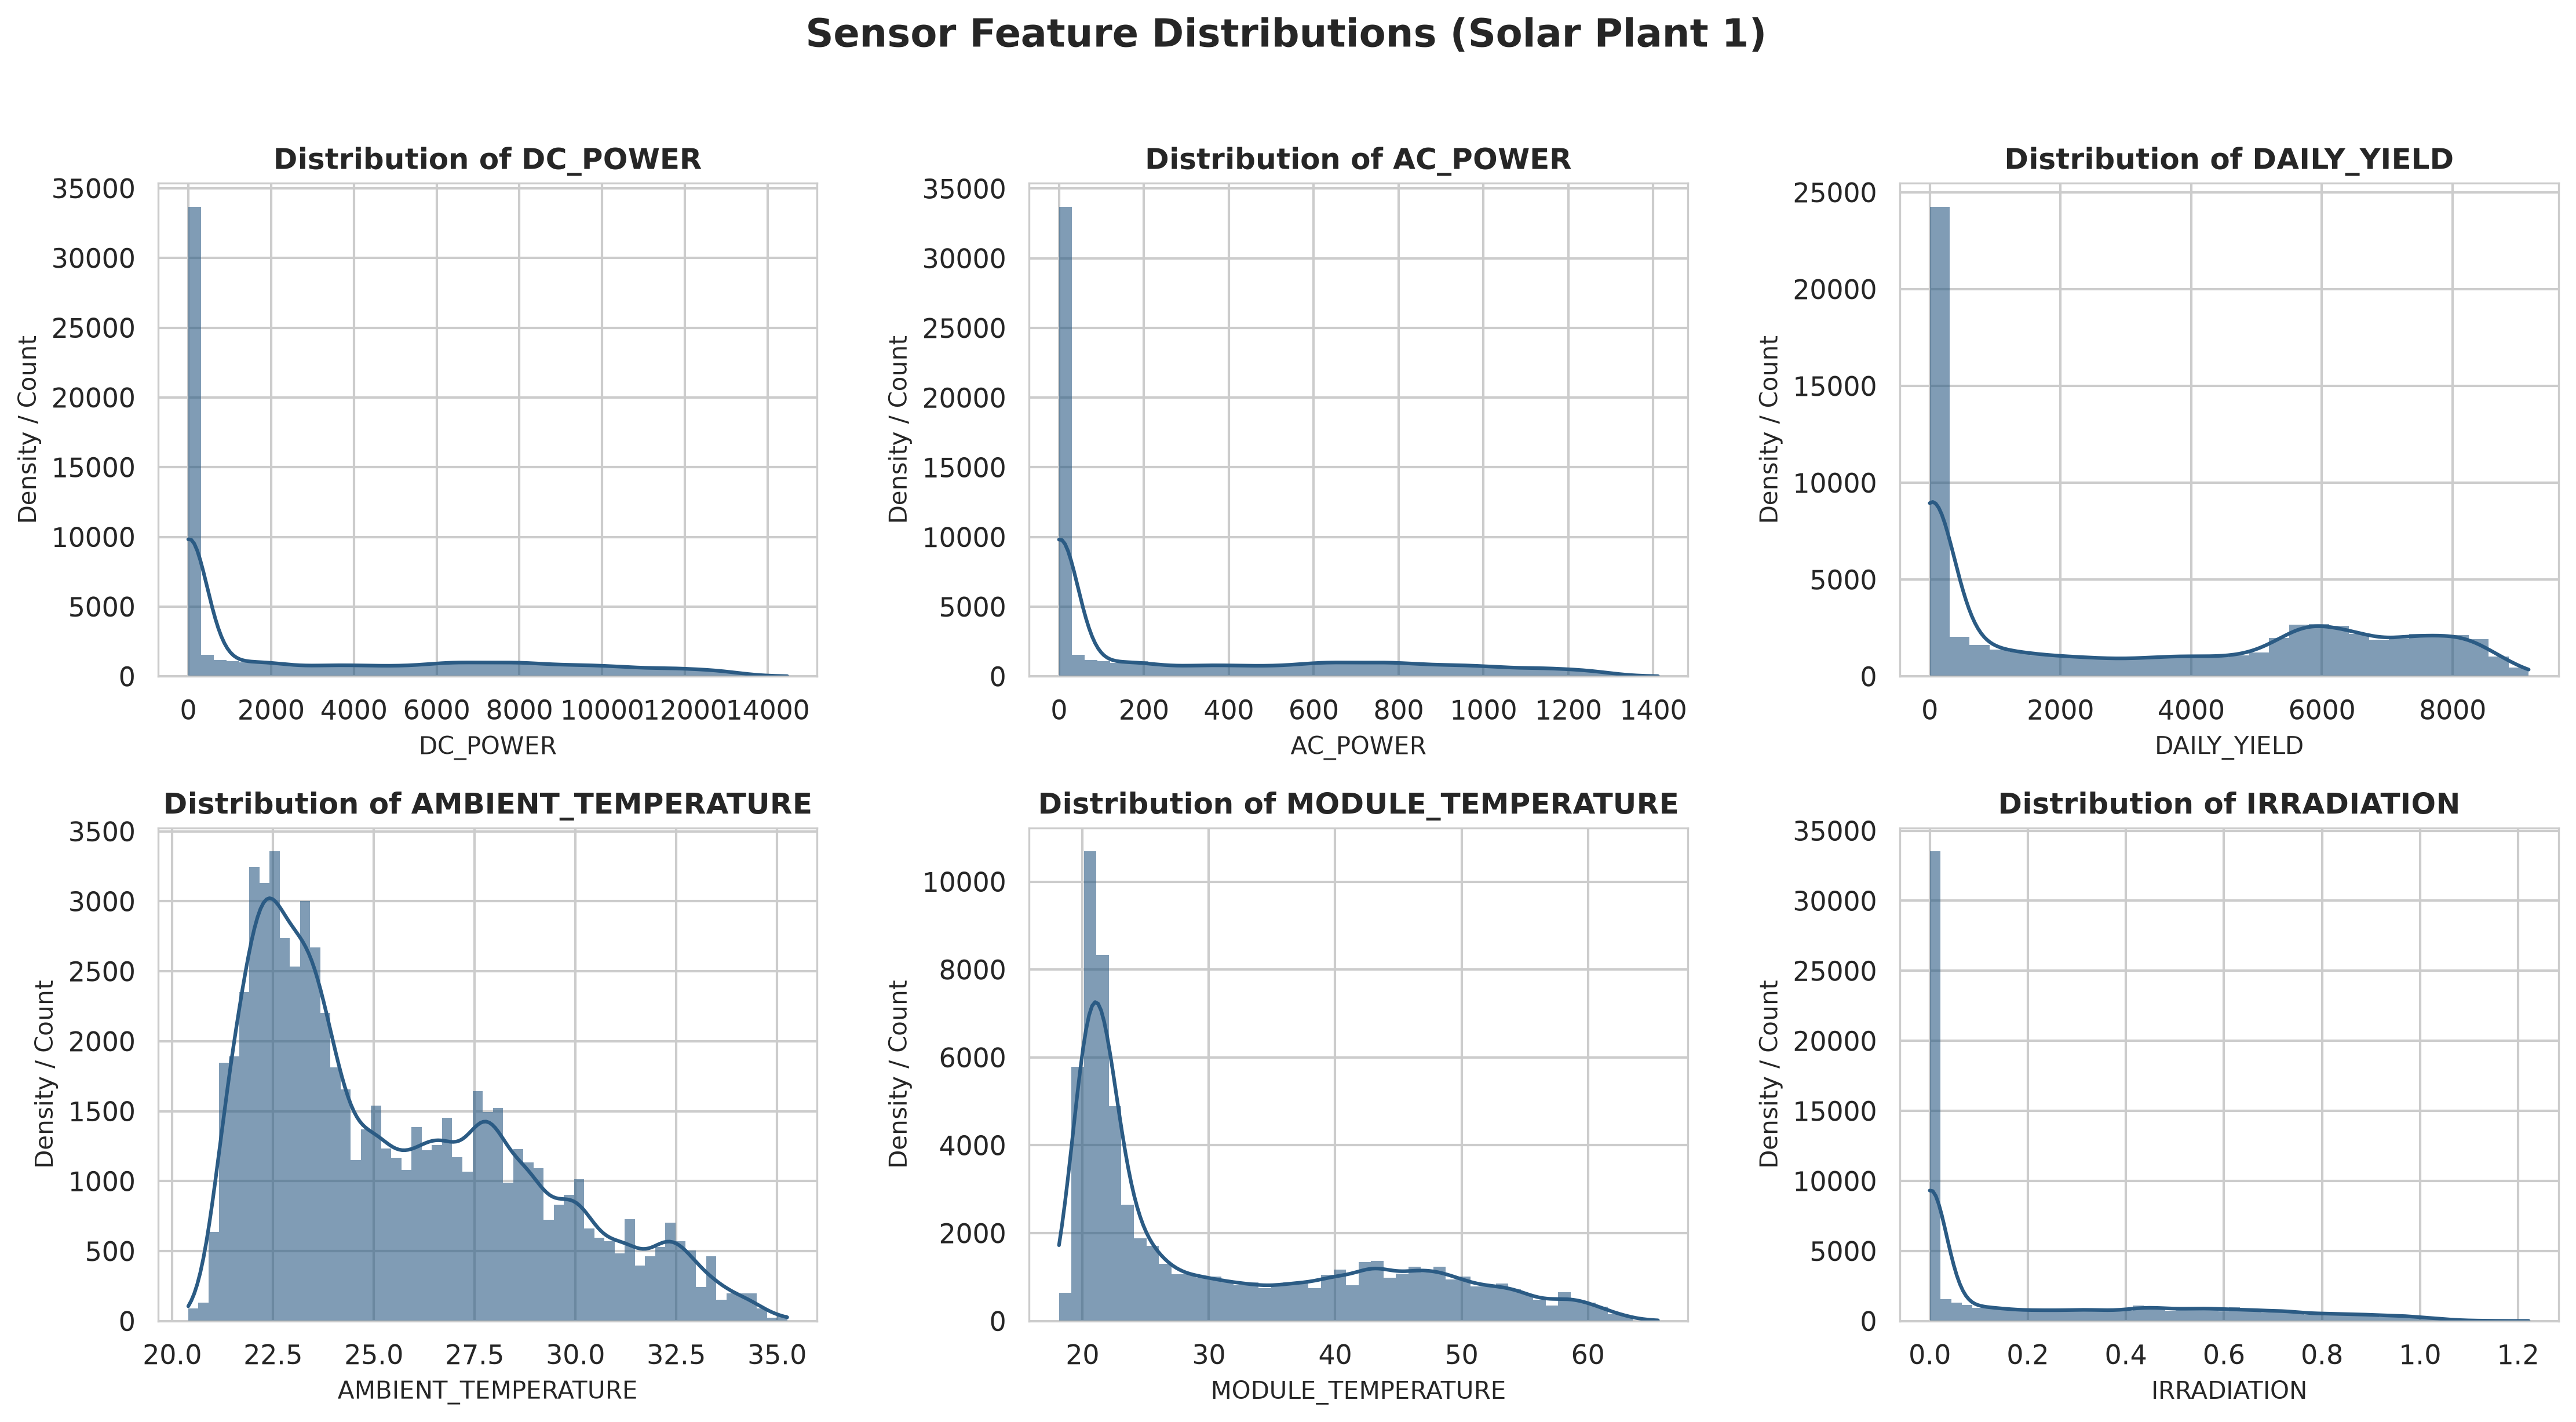 Sensor Feature Distributions (Solar Plant 1)
Distribution of DC_POWER
Density / Count
35000
30000
25000
20000
15000
10000
5000
0
0 2000 4000 6000 8000 10000 12000 14000
DC_POWER
Distribution of AC_POWER
Density / Count
35000
30000
25000
20000
15000
10000
5000
0
0 200 400 600 800 1000 1200 1400
AC_POWER
Distribution of DAILY_YIELD
Density / Count
25000
20000
15000
10000
5000
0
0 2000 4000 6000 8000
DAILY_YIELD
Distribution of AMBIENT_TEMPERATURE
Density / Count
3500
3000
2500
2000
1500
1000
500
0
20.0 22.5 25.0 27.5 30.0 32.5 35.0
AMBIENT_TEMPERATURE
Distribution of MODULE_TEMPERATURE
Density / Count
10000
8000
6000
4000
2000
0
20 30 40 50 60
MODULE_TEMPERATURE
Distribution of IRRADIATION
Density / Count
35000
30000
25000
20000
15000
10000
5000
0
0.0 0.2 0.4 0.6 0.8 1.0 1.2
IRRADIATION